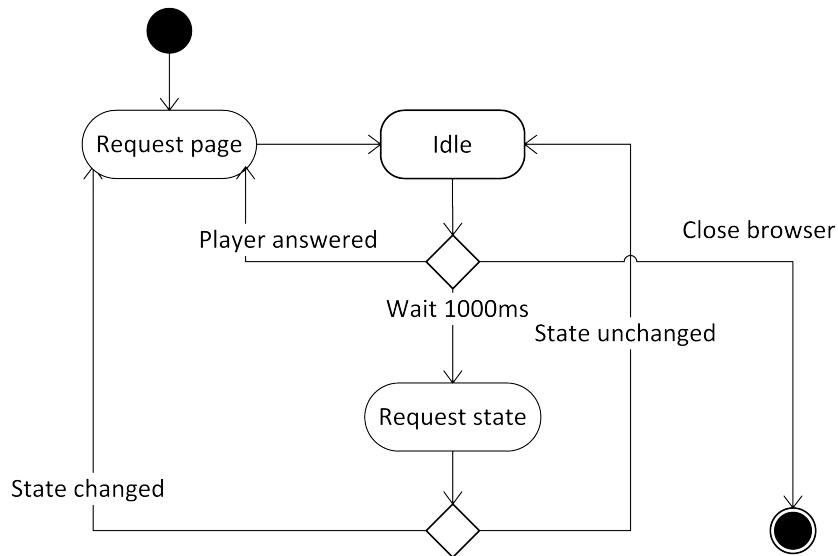 Request page
Idle
Close browser
Player answered
Wait 1000ms
State unchanged
Request state
State changed